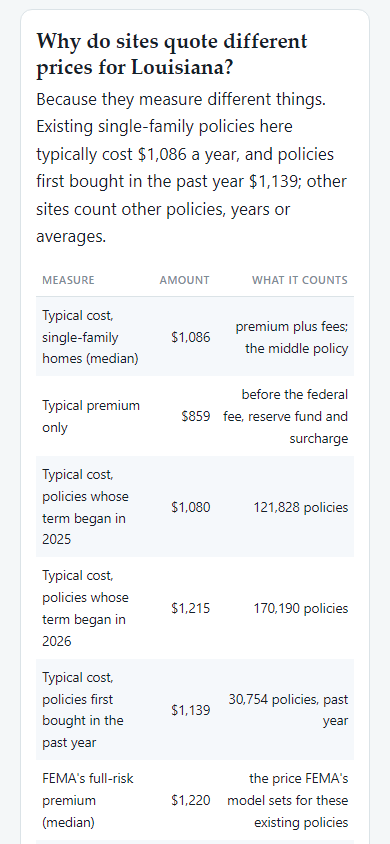 Why do sites quote different
prices for Louisiana?
Because they measure different things.
Existing single-family policies here
typically cost $1,086 a year, and policies
first bought in the past year $1,139; other
sites count other policies, years or
averages.
MEASURE AMOUNT WHAT IT COUNTS
Typical cost,
single-family
homes (median)
$1,086
premium plus fees;
the middle policy
Typical premium
only
$859
before the federal
fee, reserve fund and
surcharge
Typical cost,
policies whose
term began in
2025
$1,080
121,828 policies
Typical cost,
policies whose
term began in
2026
$1,215
170,190 policies
Typical cost,
policies first
bought in the
past year
$1,139
30,754 policies, past
year
FEMA's full-risk
premium
(median)
$1,220
the price FEMA's
model sets for these
existing policies